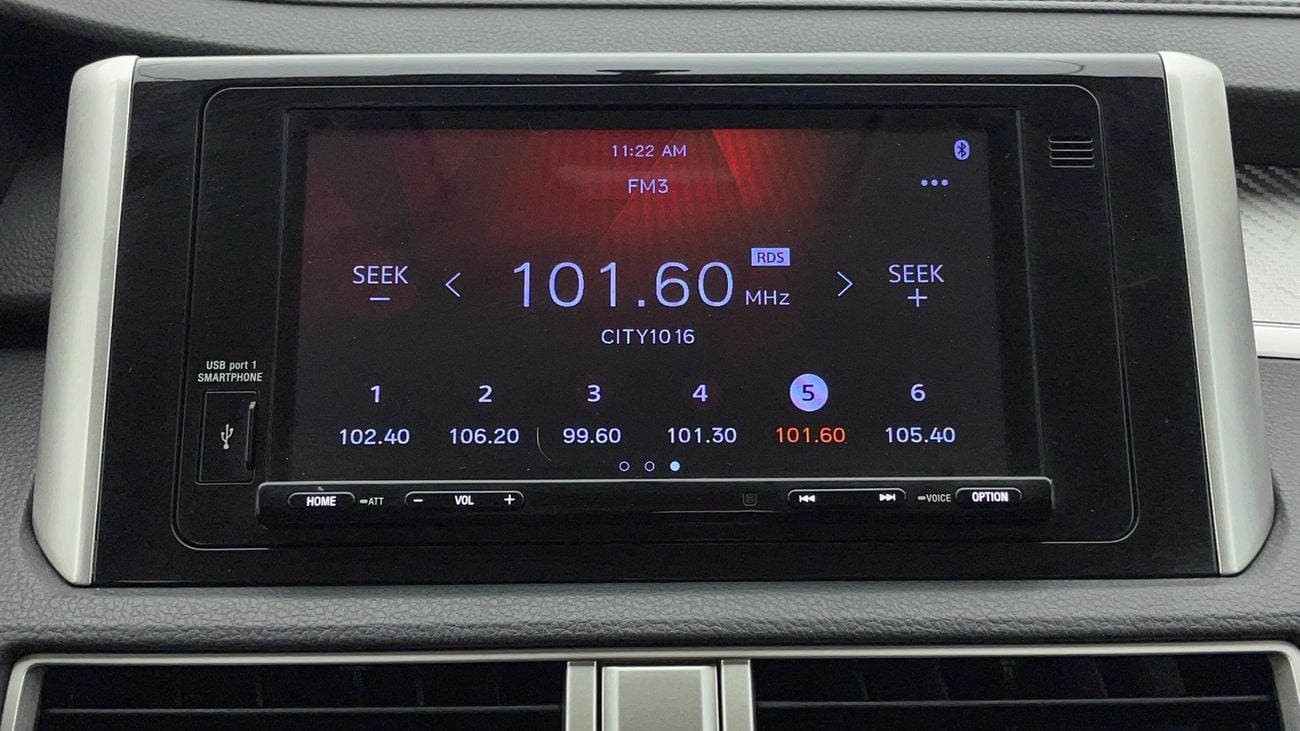 11:22 AM
FM3
SEEK
−
<
101.60
RDS
MHz
>
SEEK
+
CITY1016
1 2 3 4 5 6
102.40 106.20 99.60 101.30 101.60 105.40
USB port 1
SMARTPHONE
HOME ATT − VOL + VOICE OPTION